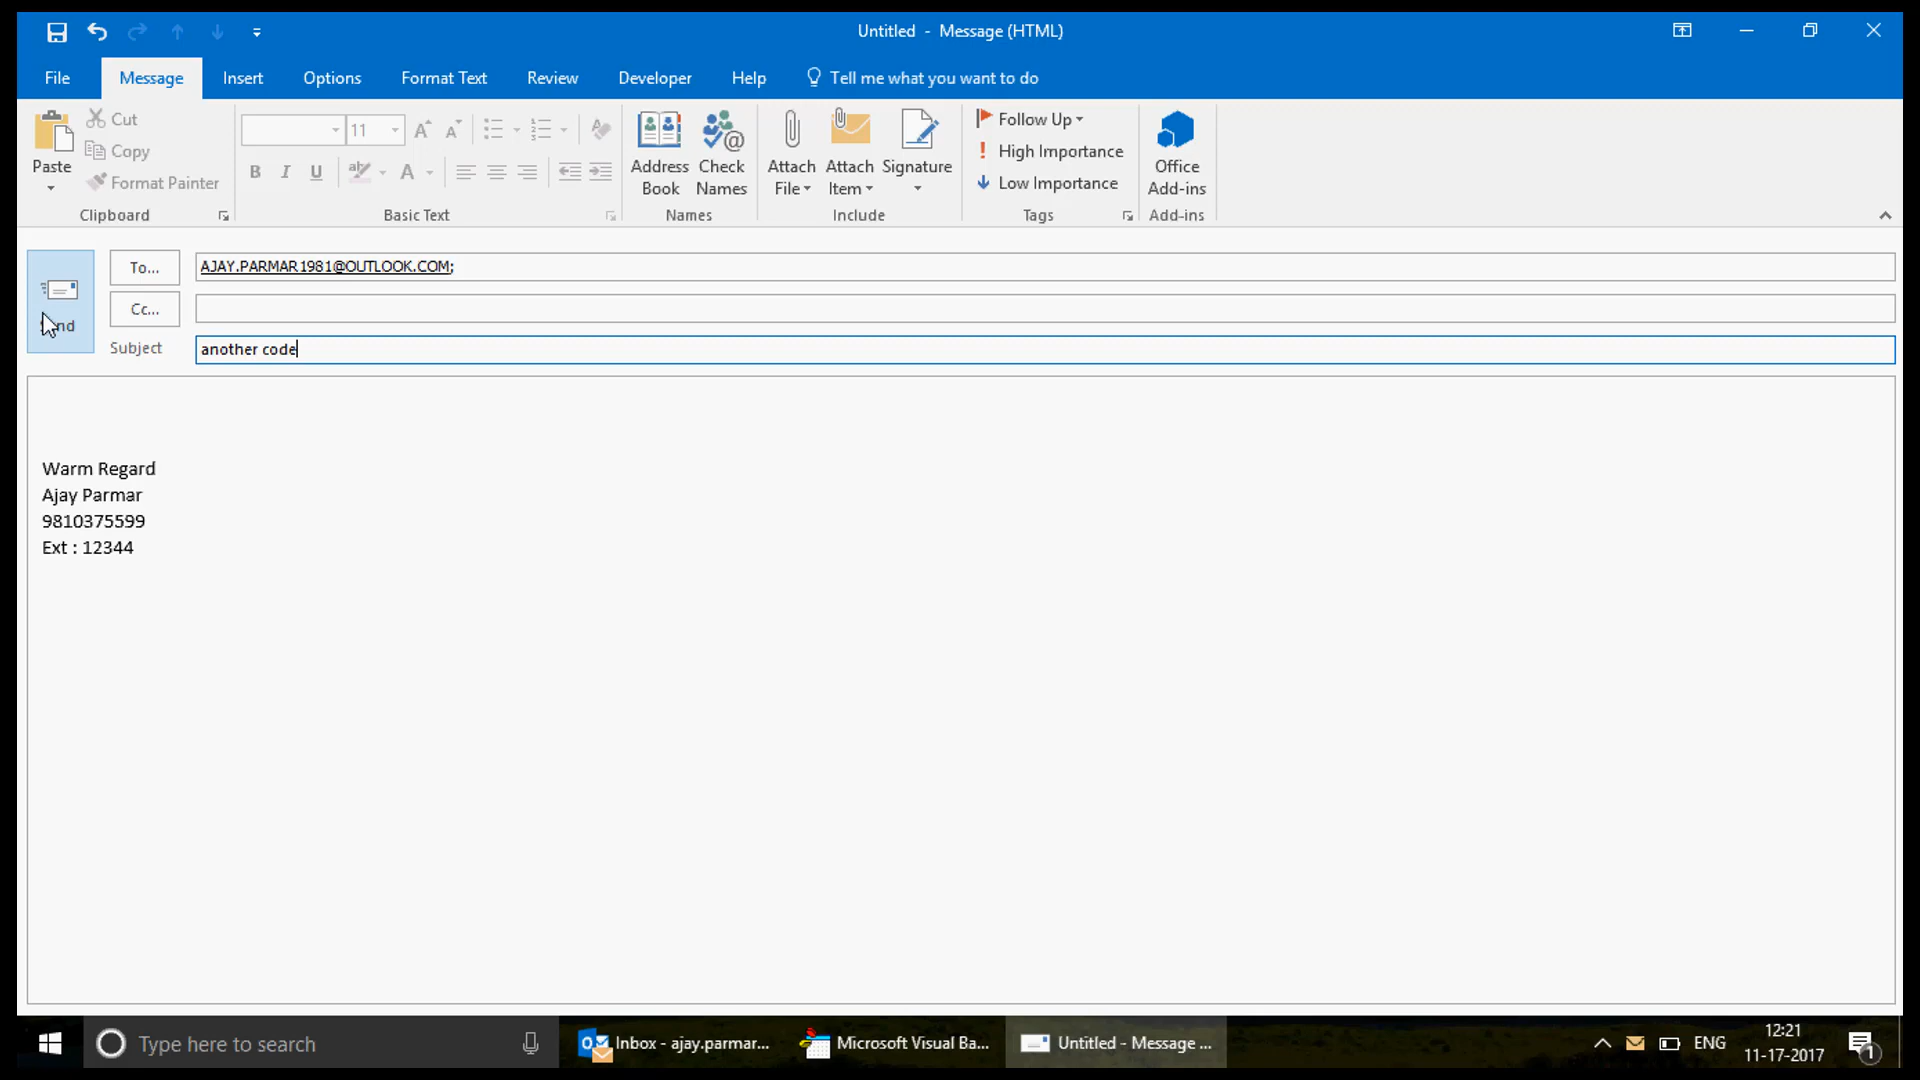 Untitled - Message (HTML)
File Message Insert Options Format Text Review Developer Help Tell me what you want to do
Paste
Cut
Copy
Format Painter
Clipboard
11
B I U
Basic Text
Address Book
Check Names
Names
Attach File
Attach Item
Signature
Include
Follow Up
High Importance
Low Importance
Tags
Office Add-ins
Add-ins
To... AJAY.PARMAR1981@OUTLOOK.COM;
Cc...
Subject another code
Warm Regard
Ajay Parmar
9810375599
Ext : 12344
Type here to search
Inbox - ajay.parmar...
Microsoft Visual Ba...
Untitled - Message ...
ENG
12:21
11-17-2017
1